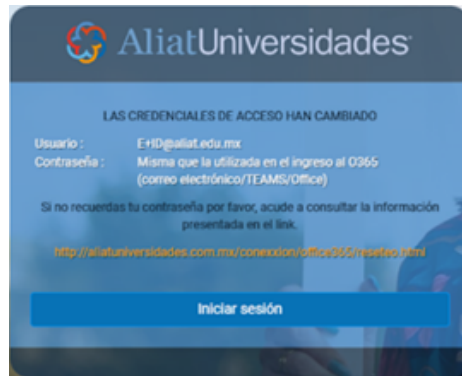 AliatUniversidades
LAS CREDENCIALES DE ACCESO HAN CAMBIADO
Usuario : E+ID@aliat.edu.mx
Contraseña : Misma que la utilizada en el ingreso al O365
(correo electrónico/TEAMS/Office)
Si no recuerdas tu contraseña por favor, acude a consultar la información
presentada en el link.
http://aliatuniversidades.com.mx/conexxion/office365/reseteo.html
Iniciar sesión